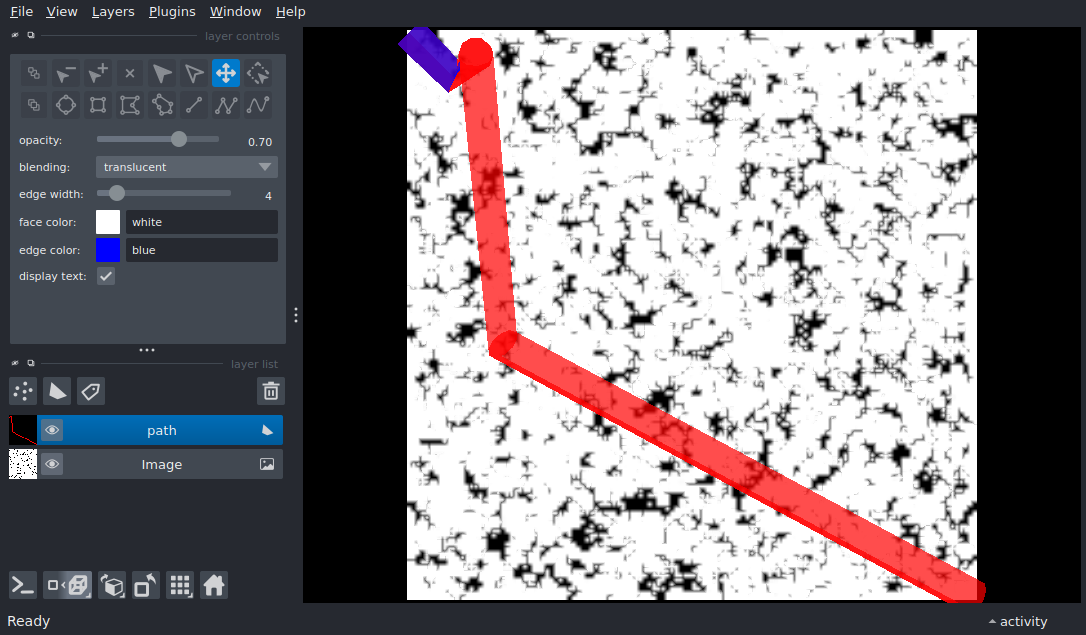 File View Layers Plugins Window Help
layer controls
opacity: 0.70
blending: translucent
edge width: 4
face color: white
edge color: blue
display text:
layer list
path
Image
Ready
activity